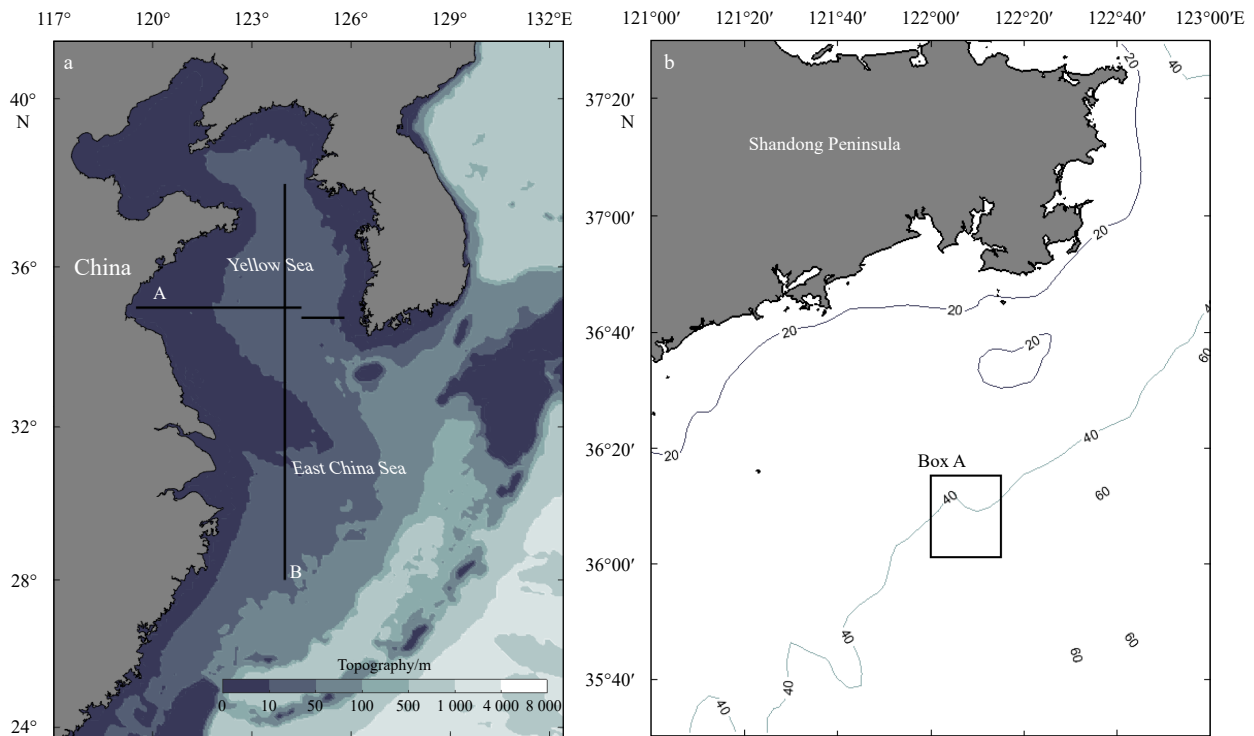 117° 120° 123° 126° 129° 132°E
a
40°
N
36°
32°
28°
24°
China
Yellow Sea
A
East China Sea
B
Topography/m
0 10 50 100 500 1 000 4 000 8 000
121°00′ 121°20′ 121°40′ 122°00′ 122°20′ 122°40′ 123°00′E
b
37°20′
N
37°00′
36°40′
36°20′
36°00′
35°40′
Shandong Peninsula
20
40
20
20
20
4
60
20
40
20
Box A
40
60
40
60
60
40
40